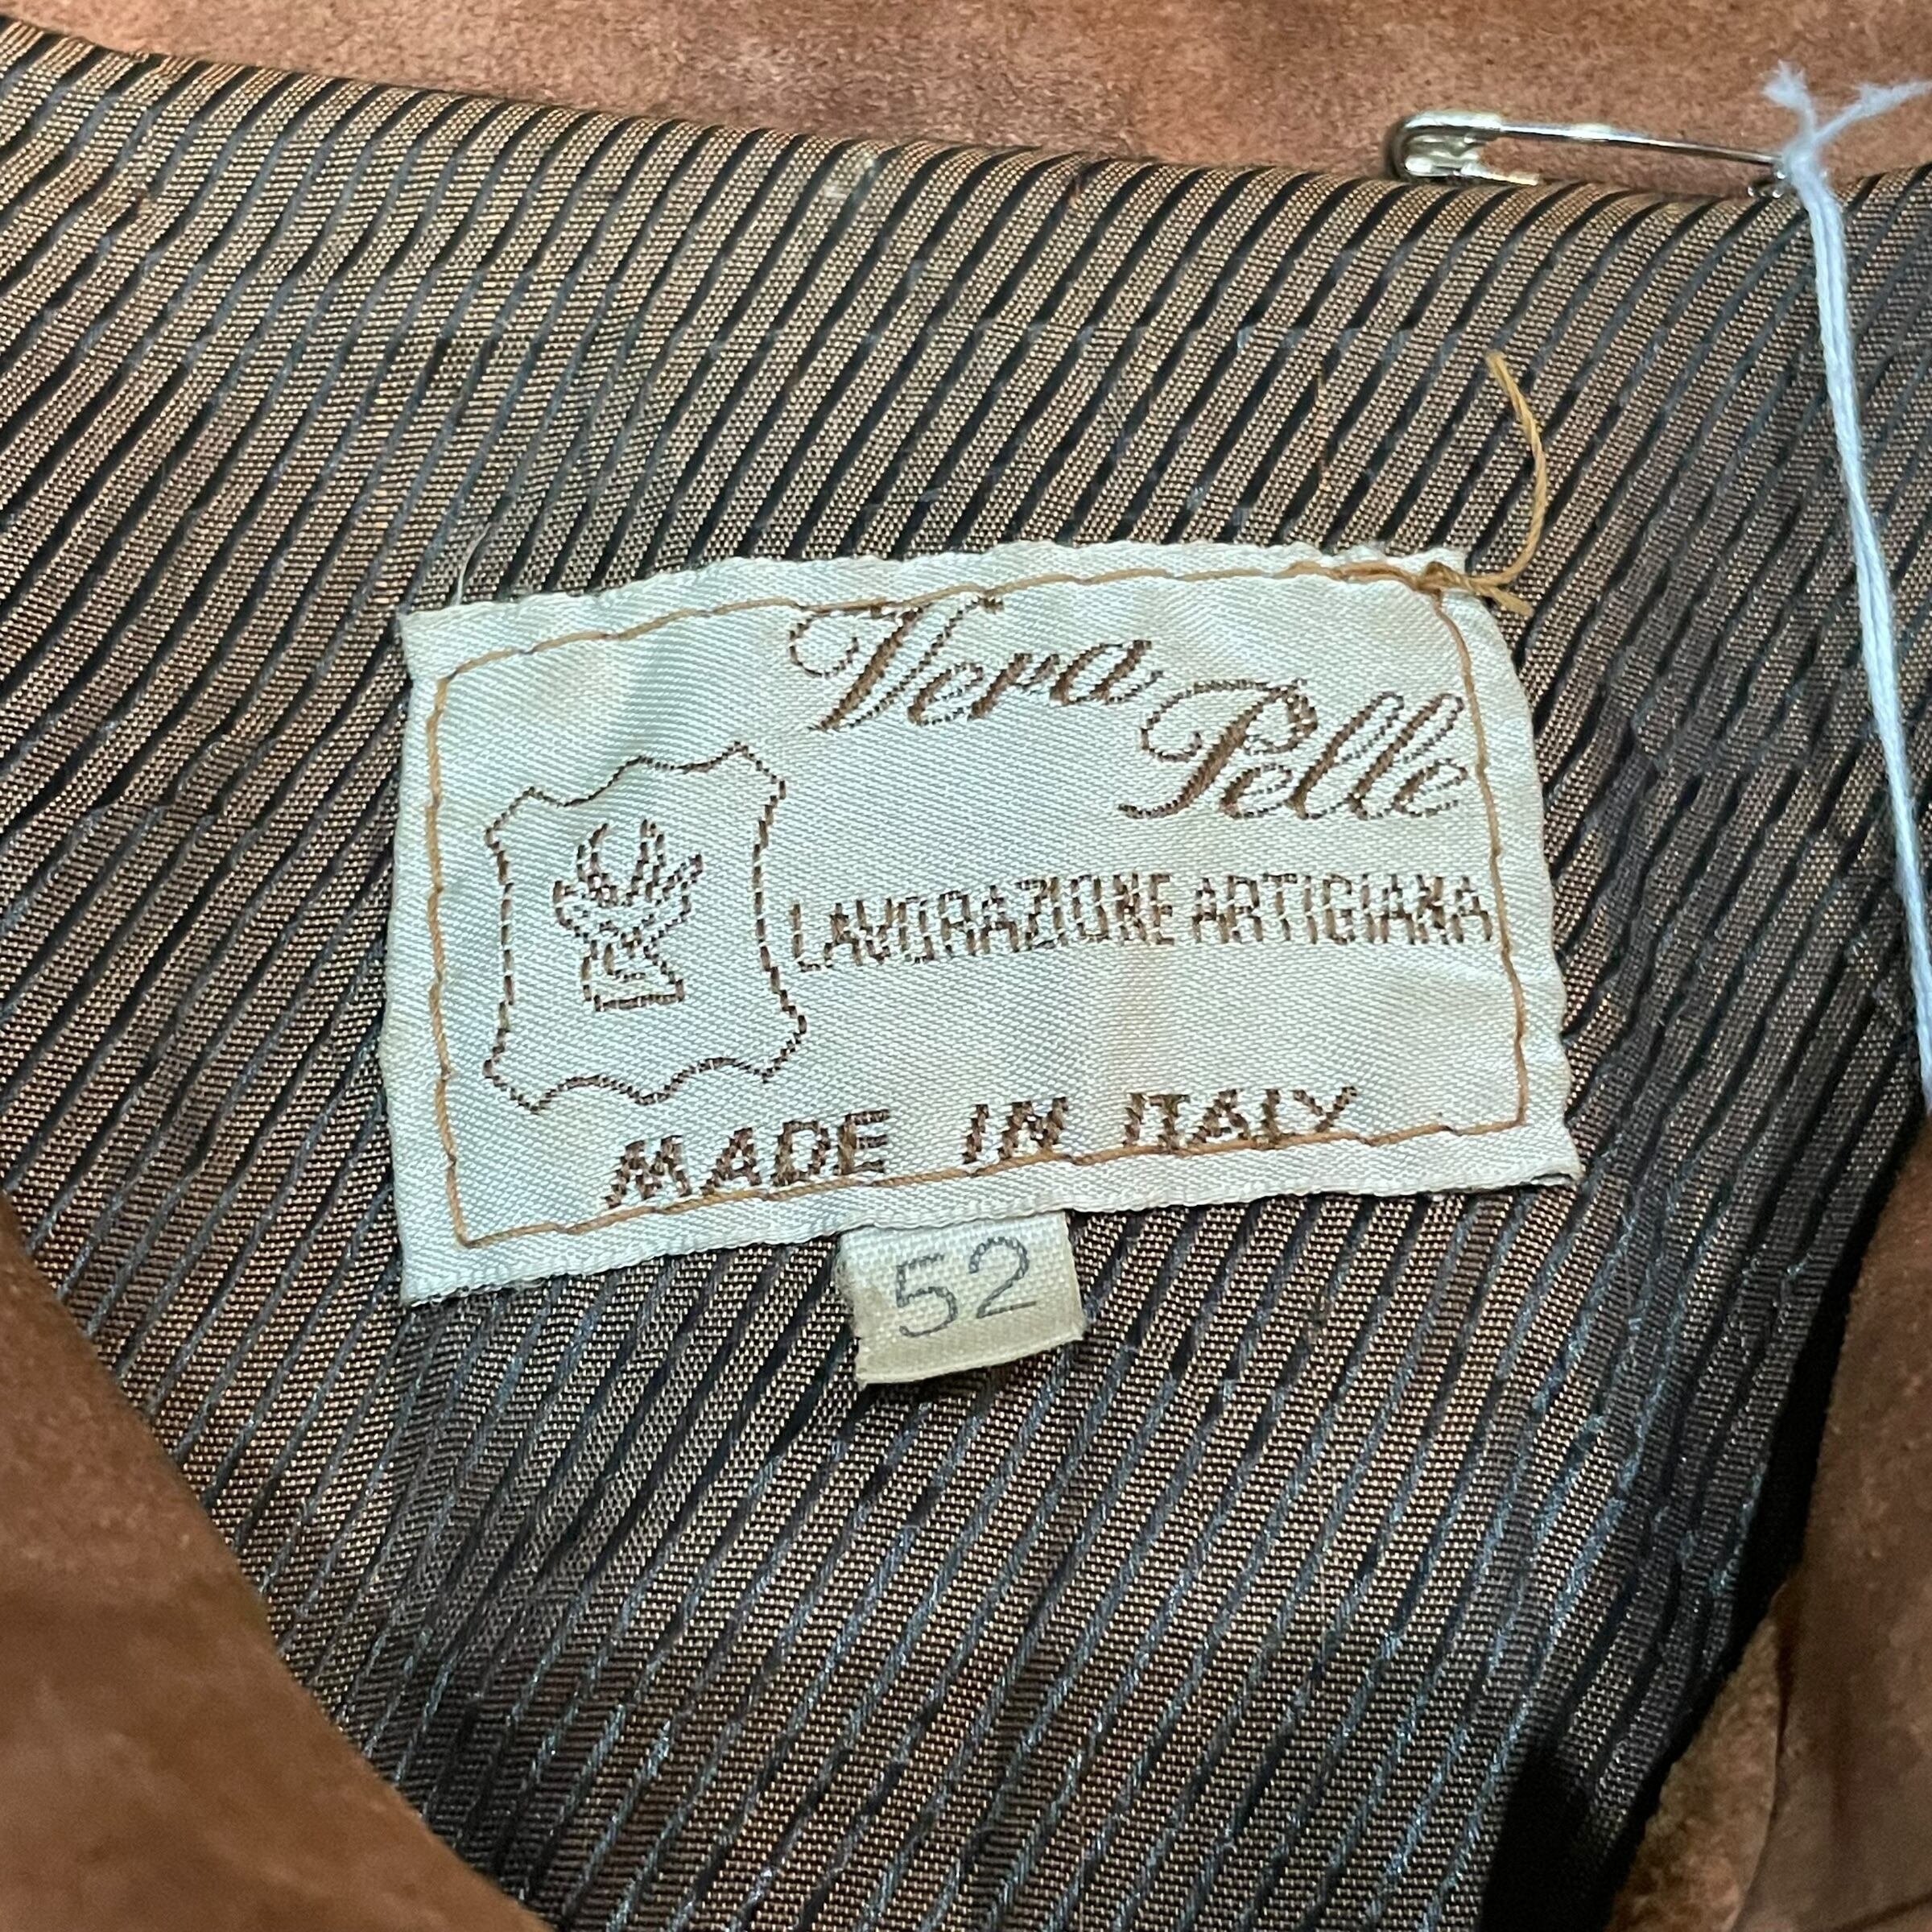 Vera
Pelle
LAVORAZIONE ARTIGIANA
MADE IN ITALY
52